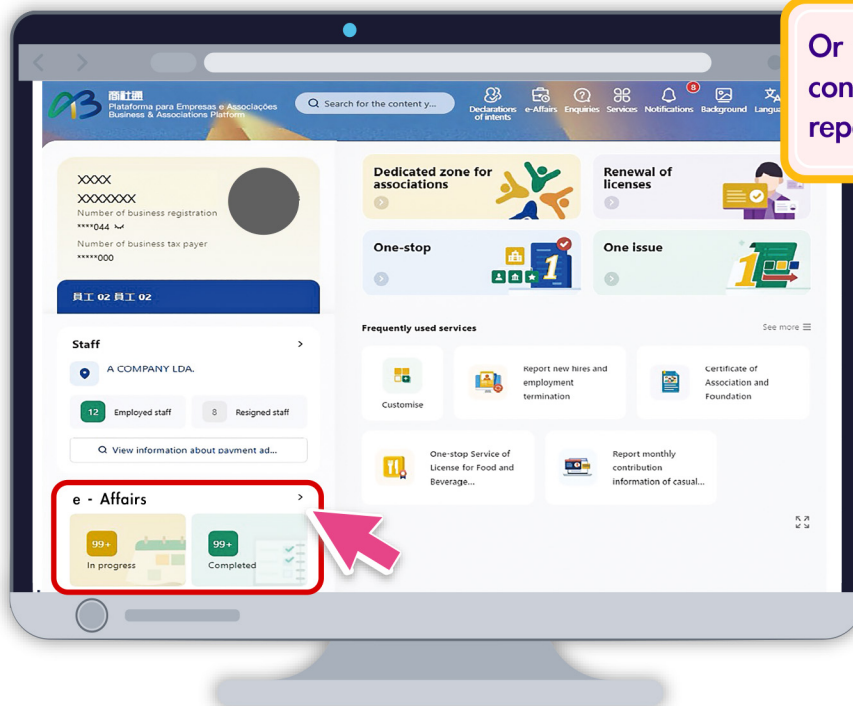 Or
con
rep
商社通
Plataforma para Empresas e Associações
Business & Associations Platform
Search for the content y...
Declarations of intents
e-Affairs
Enquiries
Services
8
Notifications
Background
Langua
XXXX
XXXXXXX
Number of business registration
****044
Number of business tax payer
*****000
員工 02 員工 02
Staff
A COMPANY LDA.
12 Employed staff
8 Resigned staff
View information about payment ad...
e - Affairs
99+
In progress
99+
Completed
Dedicated zone for
associations
Renewal of
licenses
One-stop
1
One issue
1
Frequently used services
See more
Customise
Report new hires and
employment
termination
Certificate of
Association and
Foundation
One-stop Service of
License for Food and
Beverage...
Report monthly
contribution
information of casual...